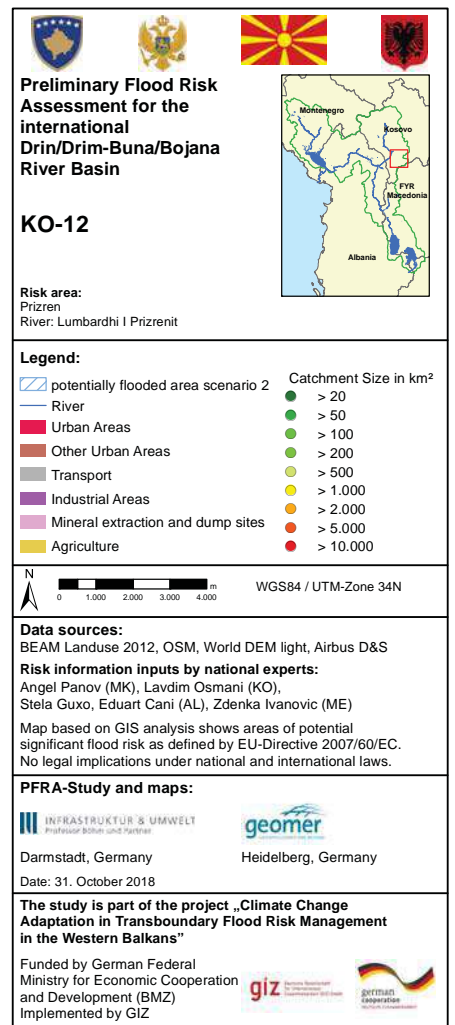 Preliminary Flood Risk
Assessment for the
international
Drin/Drim-Buna/Bojana
River Basin
KO-12
Risk area:
Prizren
River: Lumbardhi I Prizrenit
Montenegro
Kosovo
FYR
Macedonia
Albania
Legend:
potentially flooded area scenario 2
River
Urban Areas
Other Urban Areas
Transport
Industrial Areas
Mineral extraction and dump sites
Agriculture
Catchment Size in km²
> 20
> 50
> 100
> 200
> 500
> 1.000
> 2.000
> 5.000
> 10.000
N
m
0 1.000 2.000 3.000 4.000
WGS84 / UTM-Zone 34N
Data sources:
BEAM Landuse 2012, OSM, World DEM light, Airbus D&S
Risk information inputs by national experts:
Angel Panov (MK), Lavdim Osmani (KO),
Stela Guxo, Eduart Cani (AL), Zdenka Ivanovic (ME)
Map based on GIS analysis shows areas of potential
significant flood risk as defined by EU-Directive 2007/60/EC.
No legal implications under national and international laws.
PFRA-Study and maps:
INFRASTRUKTUR & UMWELT
Professor Böhm und Partner
geomer
Darmstadt, Germany
Heidelberg, Germany
Date: 31. October 2018
The study is part of the project „Climate Change
Adaptation in Transboundary Flood Risk Management
in the Western Balkans"
Funded by German Federal
Ministry for Economic Cooperation
and Development (BMZ)
Implemented by GIZ
giz
Deutsche Gesellschaft
für Internationale
Zusammenarbeit (GIZ) GmbH
german
cooperation
DEUTSCHE ZUSAMMENARBEIT